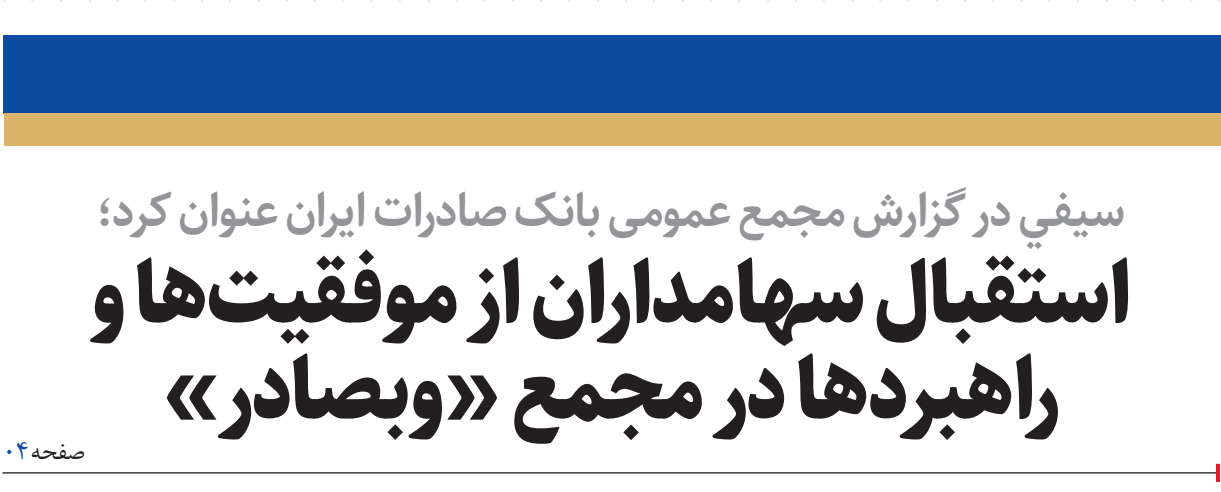 سيفي در گزارش مجمع عمومی بانک صادرات ایران عنوان کرد؛
استقبال سهامداران از موفقیت‌ها و
راهبردها در مجمع «وبصادر»
صفحه ۰۴